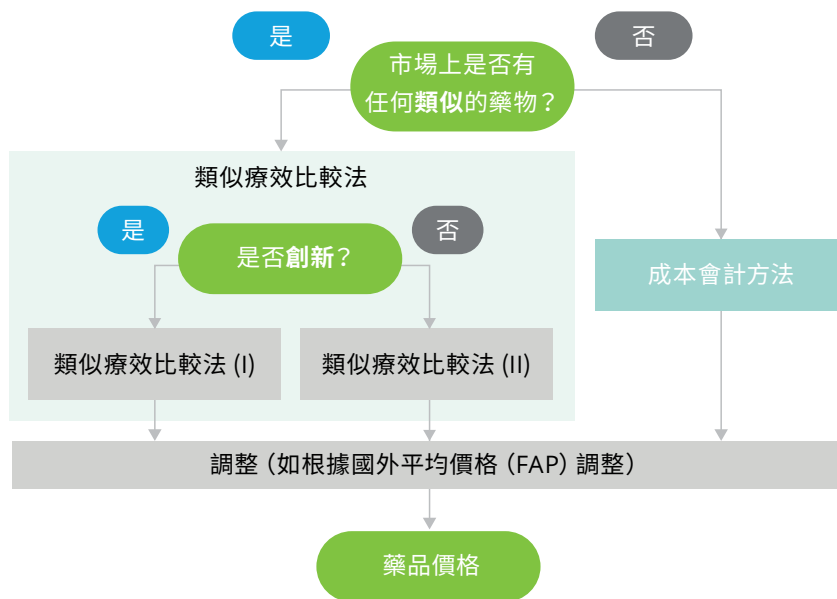 是
否
市場上是否有
任何類似的藥物？
類似療效比較法
是
否
是否創新？
成本會計方法
類似療效比較法 (I)
類似療效比較法 (II)
調整（如根據國外平均價格 (FAP) 調整）
藥品價格